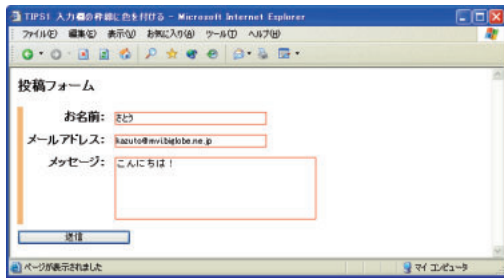 TIPS1 入力欄の枠線に色を付ける - Microsoft Internet Explorer
ファイル(F) 編集(E) 表示(V) お気に入り(A) ツール(T) ヘルプ(H)
投稿フォーム
お名前: さとう
メールアドレス: kazuto@mvi.biglobe.ne.jp
メッセージ: こんにちは！
送信
ページが表示されました マイ コンピュータ